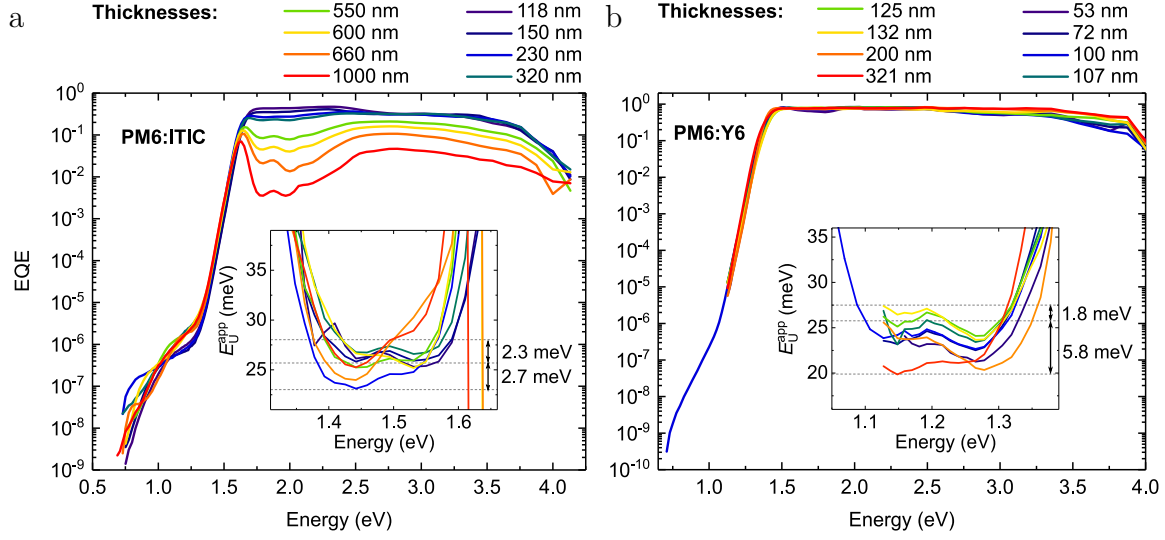 a
Thicknesses:
550 nm
600 nm
660 nm
1000 nm
118 nm
150 nm
230 nm
320 nm
PM6:ITIC
EQE
10^0
10^-1
10^-2
10^-3
10^-4
10^-5
10^-6
10^-7
10^-8
10^-9
0.5 1.0 1.5 2.0 2.5 3.0 3.5 4.0
Energy (eV)
E_U^app (meV)
35
30
25
1.4 1.5 1.6
Energy (eV)
2.3 meV
2.7 meV
b
Thicknesses:
125 nm
132 nm
200 nm
321 nm
53 nm
72 nm
100 nm
107 nm
PM6:Y6
10^0
10^-1
10^-2
10^-3
10^-4
10^-5
10^-6
10^-7
10^-8
10^-9
10^-10
1.0 1.5 2.0 2.5 3.0 3.5 4.0
Energy (eV)
E_U^app (meV)
35
30
25
20
1.1 1.2 1.3
Energy (eV)
1.8 meV
5.8 meV